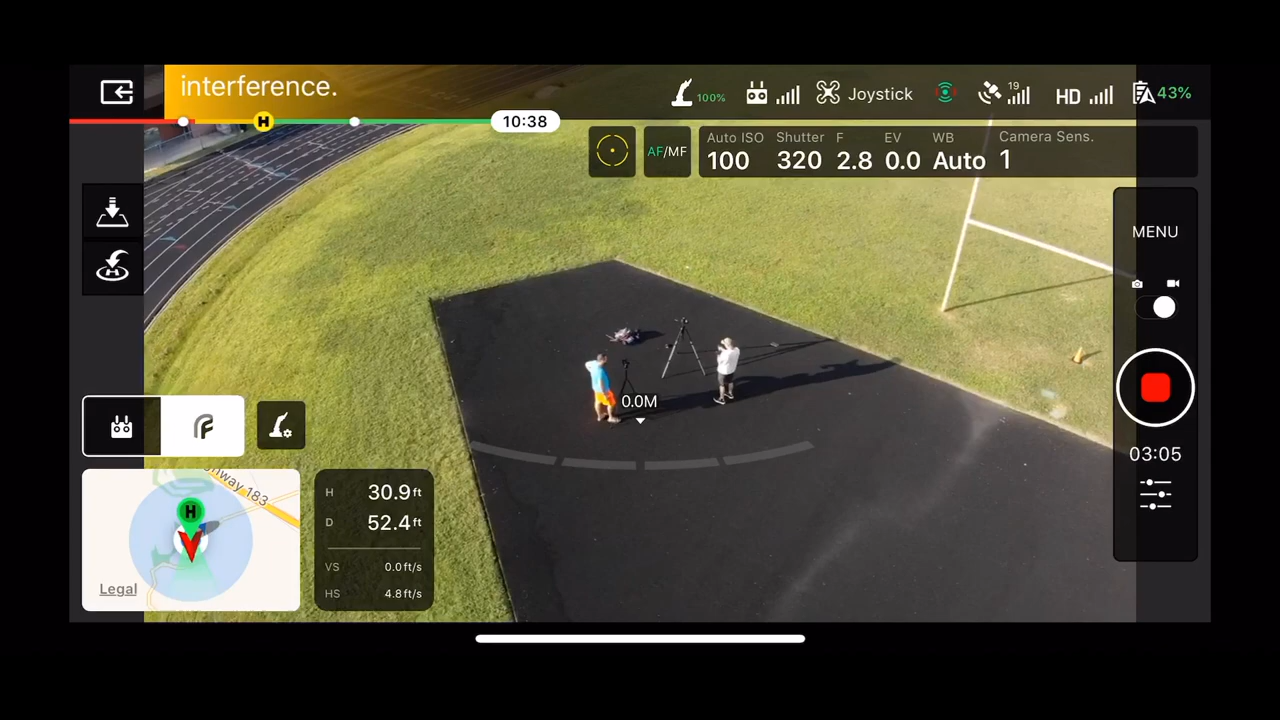 interference.
100%
Joystick
19
HD
43%
H
10:38
AF/MF
Auto ISO 100
Shutter 320
F 2.8
EV 0.0
WB Auto
Camera Sens. 1
MENU
0.0M
03:05
H 30.9ft
D 52.4ft
VS 0.0ft/s
HS 4.8ft/s
hway 183
H
Legal